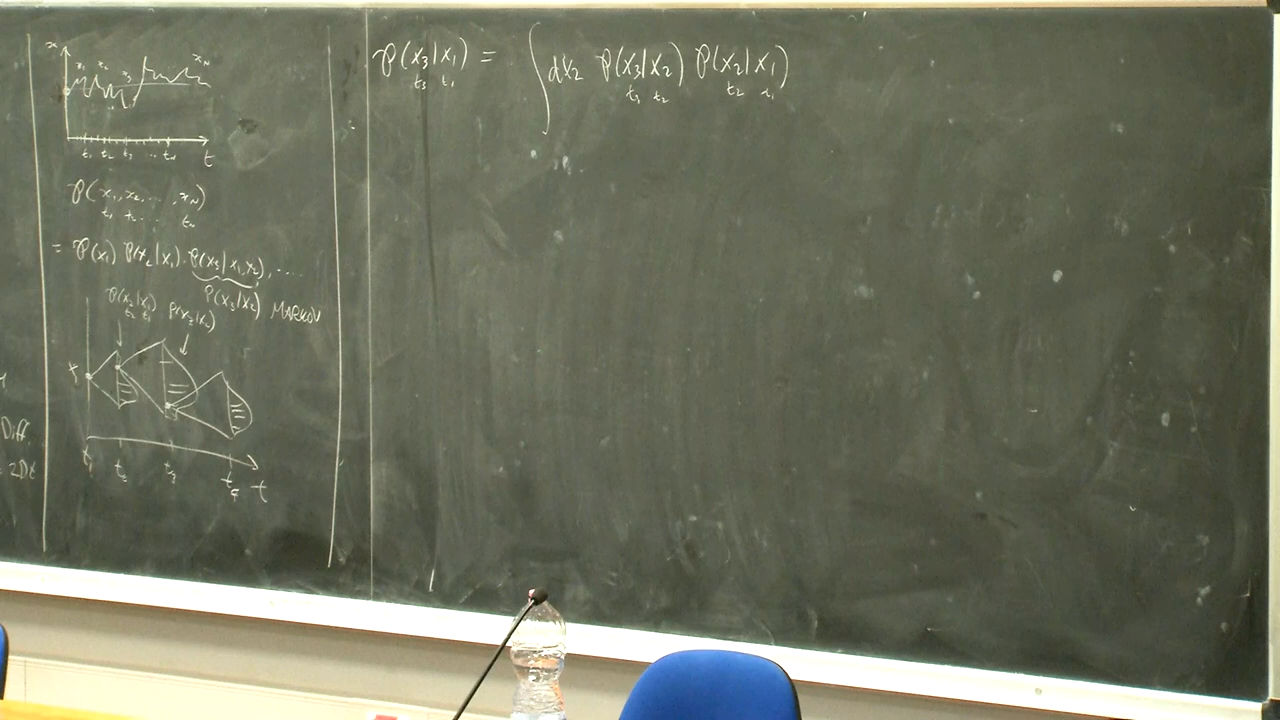 x
x₁ x₂ x₃ x_N
t₁ t₂ t₃ ... t_N t
P(x₁, x₂, ..., x_N)
t₁ t₂ ... t_N
= P(x₁) P(x₂|x₁) · P(x₃|x₁,x₂), ....
P(x₃|x₂) MARKOV
P(x₂|x₁) P(x₃|x₂)
t₂ t₁
x₁
t₁ t₂ t₃ t₄ t
Diff.
2Dt
P(x₃|x₁) = ∫ dx₂ P(x₃|x₂) P(x₂|x₁)
t₃ t₁ t₃ t₂ t₂ t₁